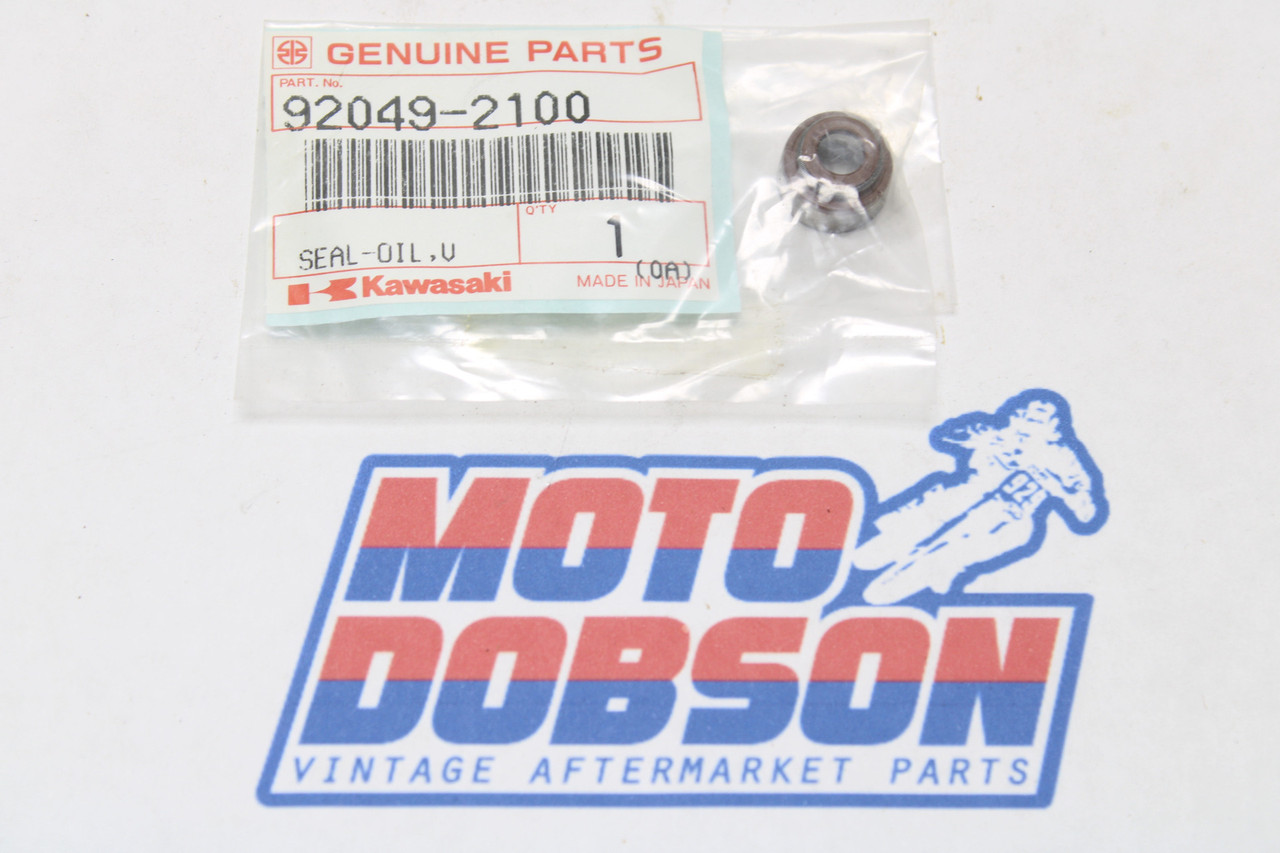 GENUINE PARTS
PART. No.
92049-2100
Q'TY
SEAL-OIL,V
1
(OA)
Kawasaki
MADE IN JAPAN
MOTO
DOBSON
VINTAGE AFTERMARKET PARTS